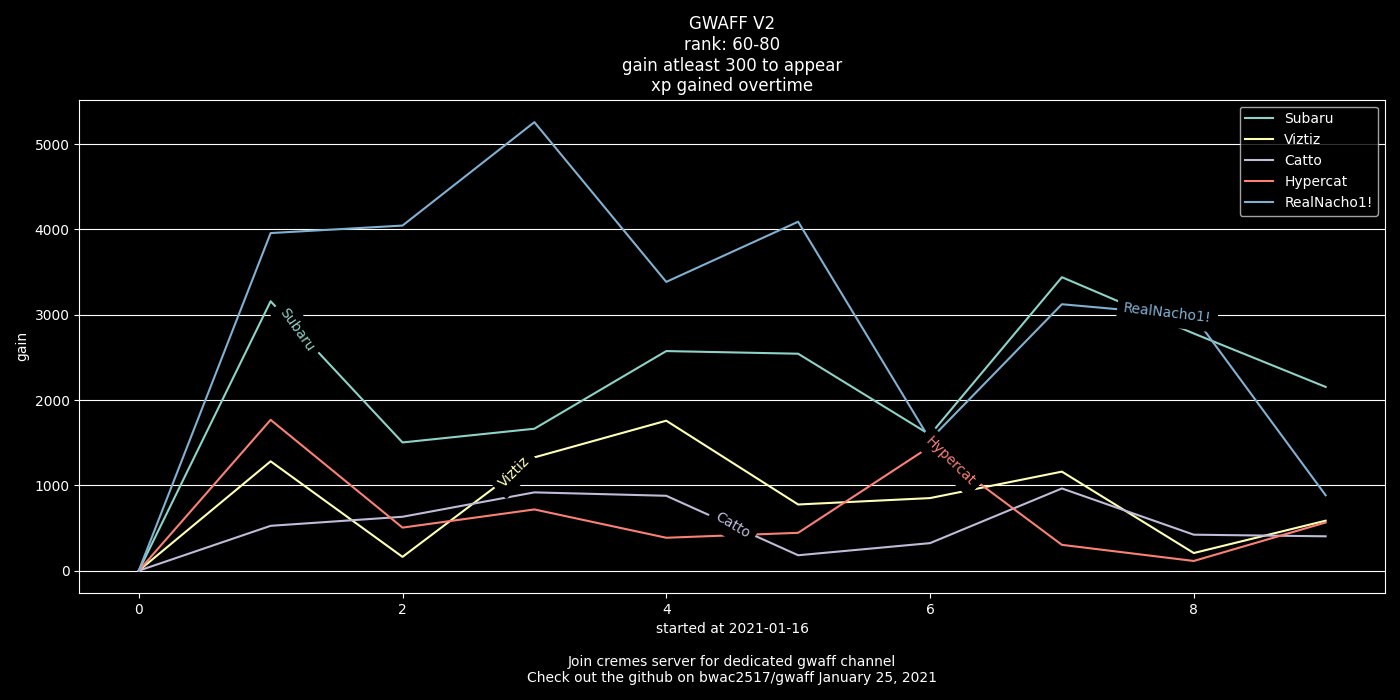 GWAFF V2
rank: 60-80
gain atleast 300 to appear
xp gained overtime
Subaru
Viztiz
Catto
Hypercat
RealNacho1!
5000
4000
3000
2000
1000
0
gain
Subaru
Viztiz
Catto
Hypercat
RealNacho1!
0
2
4
6
8
started at 2021-01-16
Join cremes server for dedicated gwaff channel
Check out the github on bwac2517/gwaff January 25, 2021